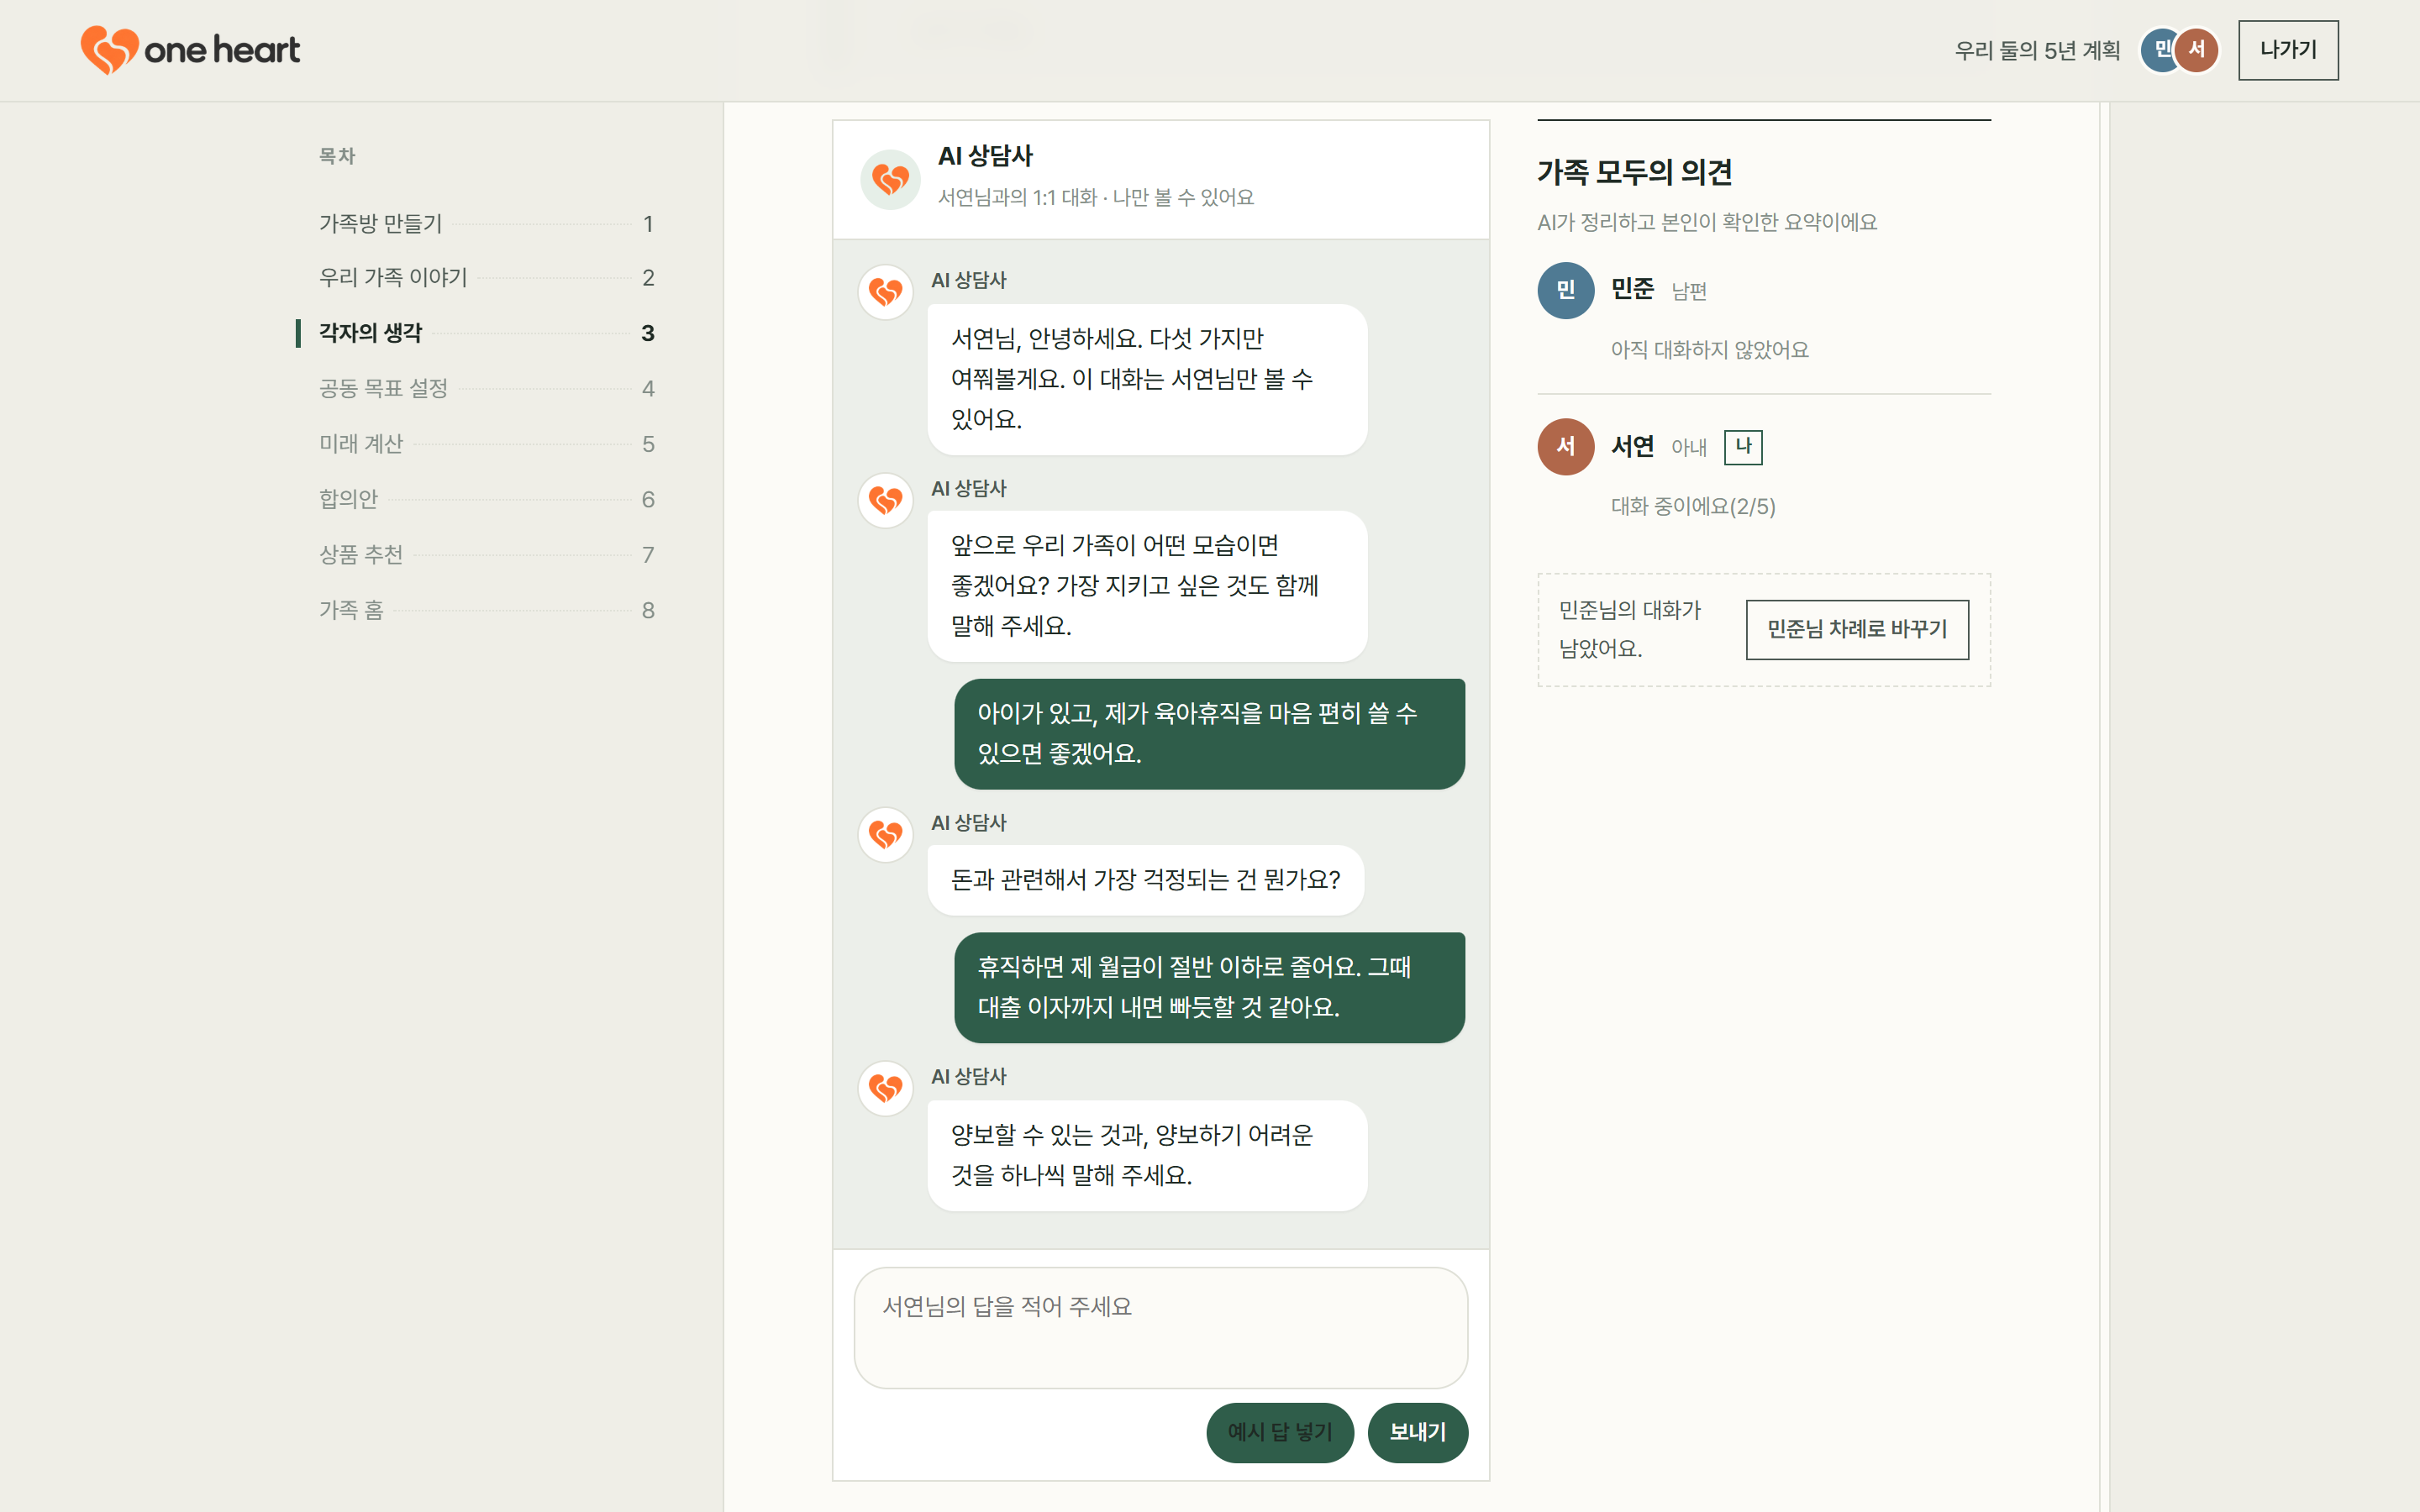 one heart
우리 둘의 5년 계획
민
서
나가기
목차
가족방 만들기 1
우리 가족 이야기 2
각자의 생각 3
공동 목표 설정 4
미래 계산 5
합의안 6
상품 추천 7
가족 홈 8
AI 상담사
서연님과의 1:1 대화 · 나만 볼 수 있어요
AI 상담사
서연님, 안녕하세요. 다섯 가지만
여쭤볼게요. 이 대화는 서연님만 볼 수
있어요.
AI 상담사
앞으로 우리 가족이 어떤 모습이면
좋겠어요? 가장 지키고 싶은 것도 함께
말해 주세요.
아이가 있고, 제가 육아휴직을 마음 편히 쓸 수
있으면 좋겠어요.
AI 상담사
돈과 관련해서 가장 걱정되는 건 뭔가요?
휴직하면 제 월급이 절반 이하로 줄어요. 그때
대출 이자까지 내면 빠듯할 것 같아요.
AI 상담사
양보할 수 있는 것과, 양보하기 어려운
것을 하나씩 말해 주세요.
서연님의 답을 적어 주세요
예시 답 넣기
보내기
가족 모두의 의견
AI가 정리하고 본인이 확인한 요약이에요
민
민준 남편
아직 대화하지 않았어요
서
서연 아내 나
대화 중이에요(2/5)
민준님의 대화가
남았어요.
민준님 차례로 바꾸기